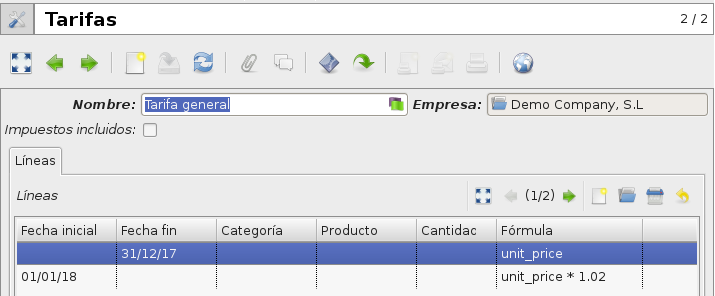 Tarifas 2 / 2
Nombre: Tarifa general Empresa: Demo Company, S.L
Impuestos incluidos:
Líneas
Líneas (1/2)
Fecha inicial Fecha fin Categoría Producto Cantidac Fórmula
31/12/17 unit_price
01/01/18 unit_price * 1.02